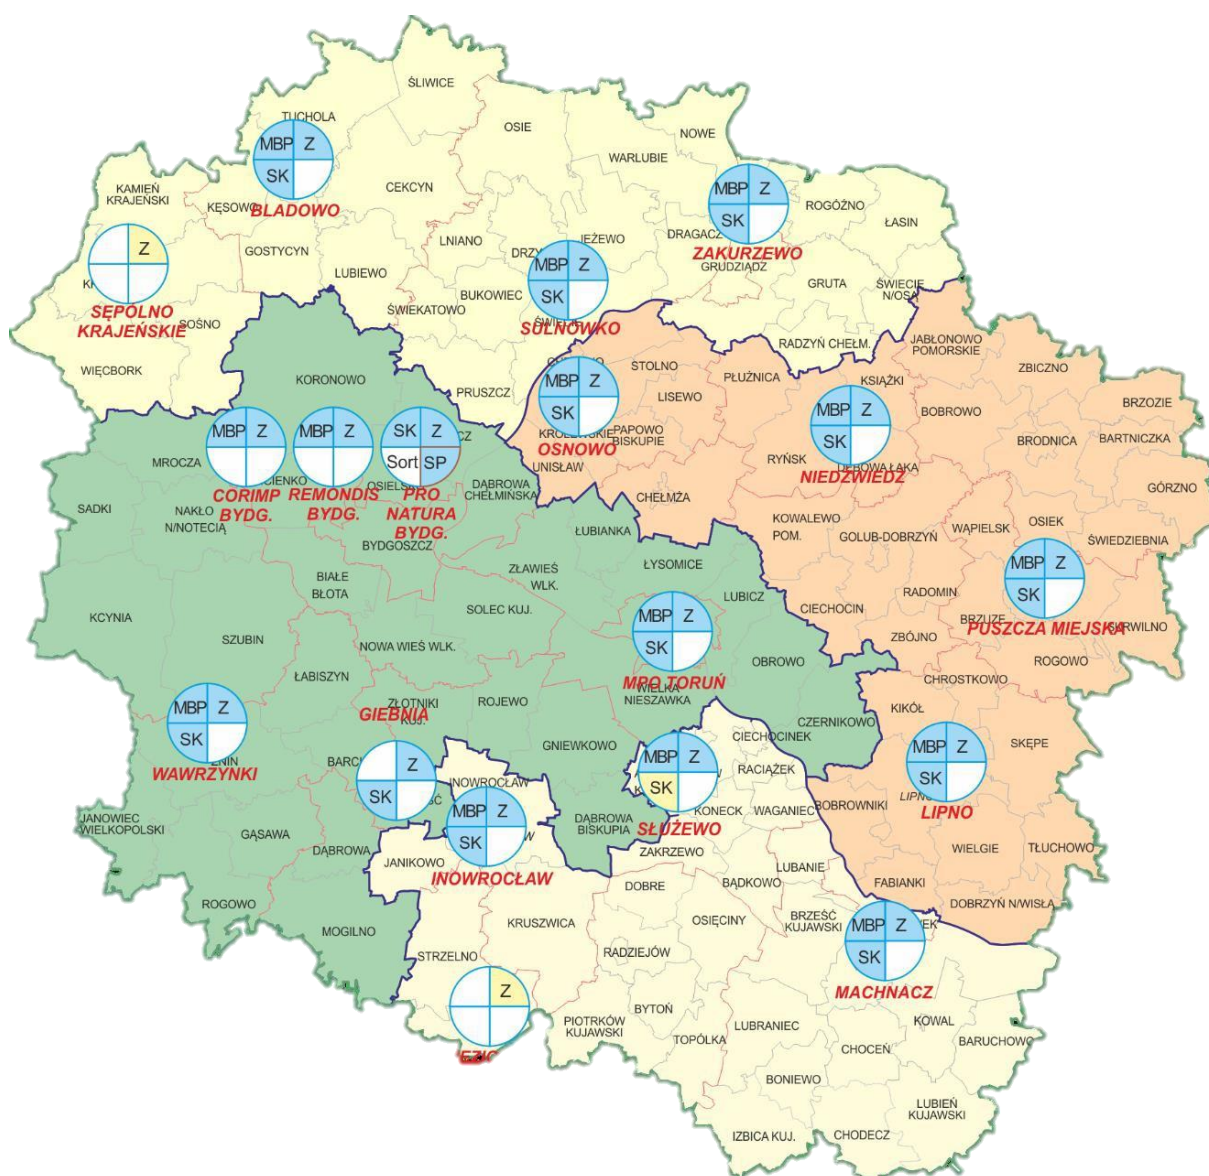 ŚLIWICE
TUCHOLA
OSIE
NOWE
MBP Z
SK
WARLUBIE
KAMIEŃ
KRAJEŃSKI
CEKCYN
MBP Z
SK
ROGÓŹNO
KĘSOWO
BLADOWO
ŁASIN
Z
GOSTYCYN
LNIANO
JEŻEWO
DRAGACZ
ZAKURZEWO
LUBIEWO
MBP Z
SK
GRUDZIĄDZ
GRUTA
ŚWIECIE
N/OSĄ
BUKOWIEC
SĘPÓLNO
KRAJEŃSKIE
SOŚNO
ŚWIEKATOWO
SULNÓWKO
RADZYŃ CHEŁM.
JABŁONOWO
POMORSKIE
WIĘCBORK
KORONOWO
PRUSZCZ
MBP Z
SK
STOLNO
PŁUŻNICA
KSIĄŻKI
ZBICZNO
LISEWO
BRZOZIE
MBP Z
SK
BOBROWO
MBP Z
MBP Z
SK Z
Sort SP
KRÓLEWSKIE
PAPOWO
BISKUPIE
OSNOWO
BRODNICA
BARTNICZKA
MROCZA
UNISŁAW
RYŃSK
DĘBOWA ŁĄKA
NIEDŹWIEDŹ
OSIELSK
DĄBROWA
CHEŁMIŃSKA
CHEŁMŻA
GÓRZNO
SADKI
CORIMP
BYDG.
REMONDIS
BYDG.
PRO
NATURA
BYDG.
NAKŁO
N/NOTECIĄ
KOWALEWO
POM.
WĄPIELSK
OSIEK
ŁUBIANKA
GOLUB-DOBRZYŃ
ŚWIEDZIEBNIA
BYDGOSZCZ
ZŁAWIEŚ
WLK.
ŁYSOMICE
MBP Z
SK
BIAŁE
BŁOTA
LUBICZ
RADOMIN
KCYNIA
SOLEC KUJ.
CIECHOCIN
MBP Z
SK
BRZUZE
PUSZCZA MIEJSKA
SZUBIN
ZBÓJNO
NOWA WIEŚ WLK.
OBROWO
ROGOWO
ŁABISZYN
MPO TORUŃ
WIELKA
NIESZAWKA
CHROSTKOWO
ZŁOTNIKI
KUJ.
ROJEWO
GIEBNIA
MBP Z
SK
CZERNIKOWO
KIKÓŁ
CIECHOCINEK
SKĘPE
GNIEWKOWO
MBP Z
SK
MBP Z
SK
WAWRZYNKI
Z
SK
INOWROCŁAW
RACIĄŻEK
KONECK
WAGANIEC
BOBROWNIKI
LIPNO
LIPNO
MBP Z
SK
JANOWIEC
WIELKOPOLSKI
GĄSAWA
DĄBROWA
BISKUPIA
SŁUŻEWO
DĄBROWA
JANIKOWO
ZAKRZEWO
LUBANIE
WIELGIE
TŁUCHOWO
INOWROCŁAW
DOBRE
BĄDKOWO
FABIANKI
ROGOWO
DOBRZYŃ N/WISŁĄ
MOGILNO
KRUSZWICA
OSIĘCINY
BRZEŚĆ
KUJAWSKI
MBP Z
SK
STRZELNO
RADZIEJÓW
MACHNACZ
Z
PIOTRKÓW
KUJAWSKI
BYTOŃ
TOPÓLKA
LUBRANIEC
KOWAL
CHOCEŃ
BARUCHOWO
BONIEWO
LUBIEŃ
KUJAWSKI
IZBICA KUJ.
CHODECZ